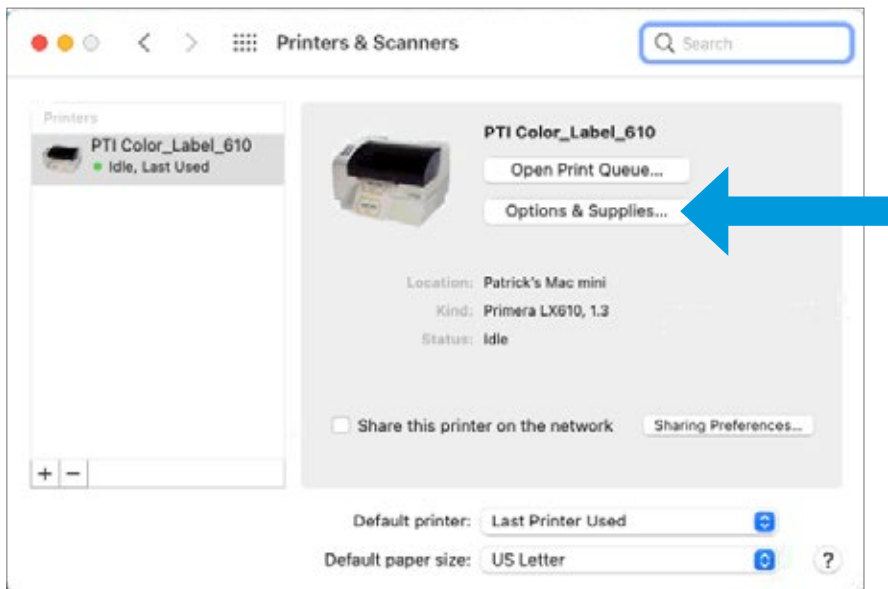 Printers & Scanners
Search
Printers
PTI Color_Label_610
Idle, Last Used
PTI Color_Label_610
Open Print Queue...
Options & Supplies...
Location: Patrick's Mac mini
Kind: Primera LX610, 1.3
Status: Idle
Share this printer on the network
Sharing Preferences...
+ −
Default printer: Last Printer Used
Default paper size: US Letter
?